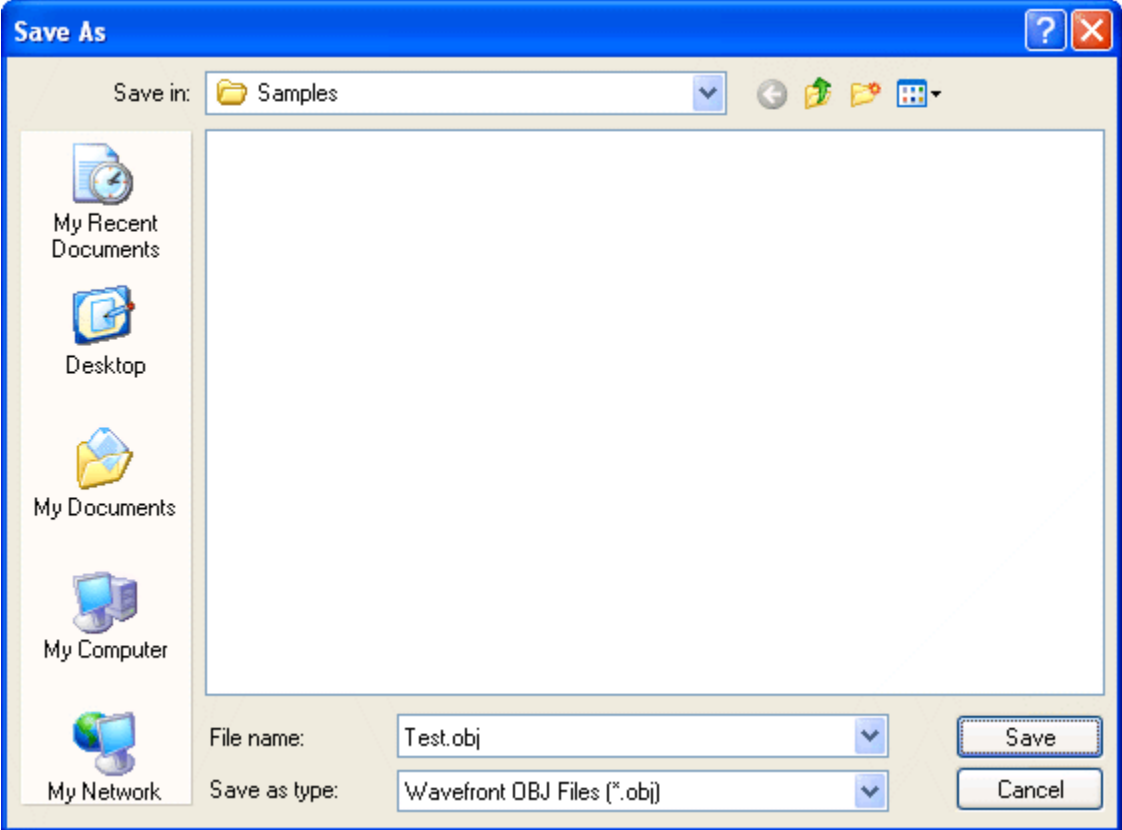 Save As
Save in:
Samples
My Recent
Documents
Desktop
My Documents
My Computer
My Network
File name:
Test.obj
Save
Save as type:
Wavefront OBJ Files (*.obj)
Cancel